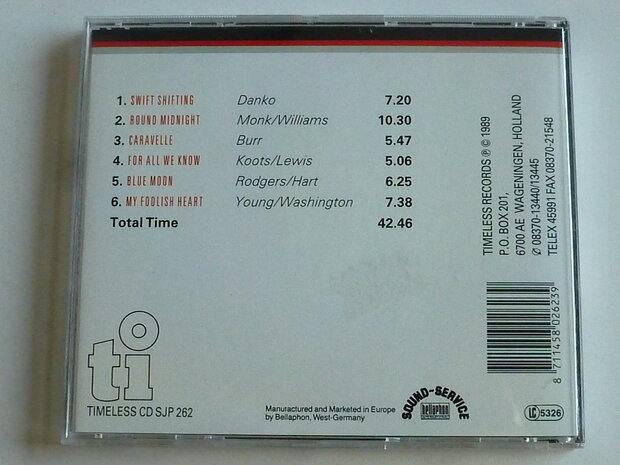 1. SWIFT SHIFTING Danko 7.20
2. ROUND MIDNIGHT Monk/Williams 10.30
3. CARAVELLE Burr 5.47
4. FOR ALL WE KNOW Koots/Lewis 5.06
5. BLUE MOON Rodgers/Hart 6.25
6. MY FOOLISH HEART Young/Washington 7.38
Total Time 42.46
TIMELESS RECORDS ℗ © 1989
P.O. BOX 201,
6700 AE WAGENINGEN, HOLLAND
✆ 08370-13440/13445
TELEX 45991 FAX 08370-21548
8 711458 026239
ti
TIMELESS CD SJP 262
Manufactured and Marketed in Europe
by Bellaphon, West-Germany
SOUND-SERVICE
bellaphon
LC 5326